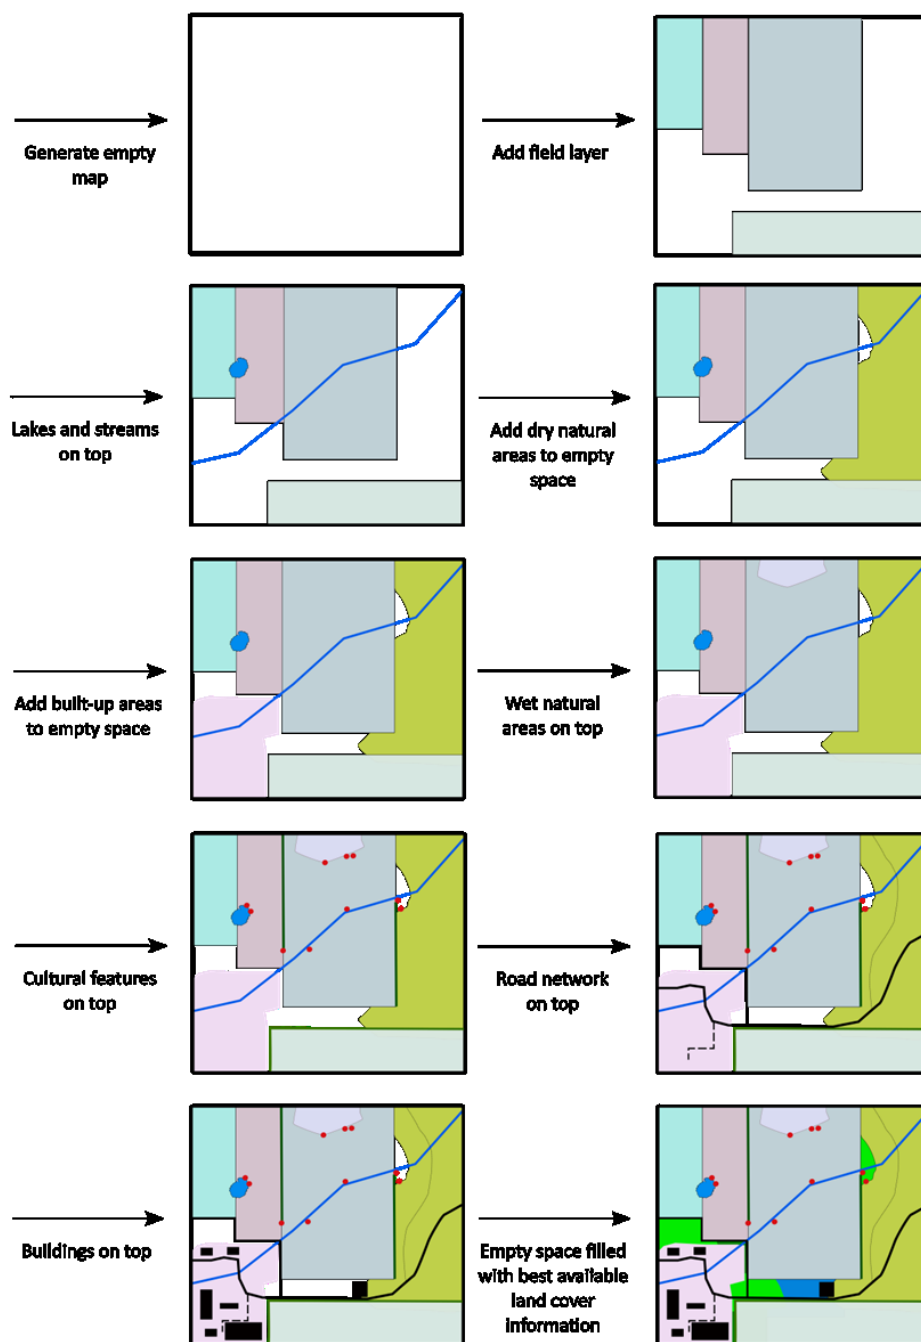 Generate empty
map
Add field layer
Lakes and streams
on top
Add dry natural
areas to empty
space
Add built-up areas
to empty space
Wet natural
areas on top
Cultural features
on top
Road network
on top
Buildings on top
Empty space filled
with best available
land cover
information